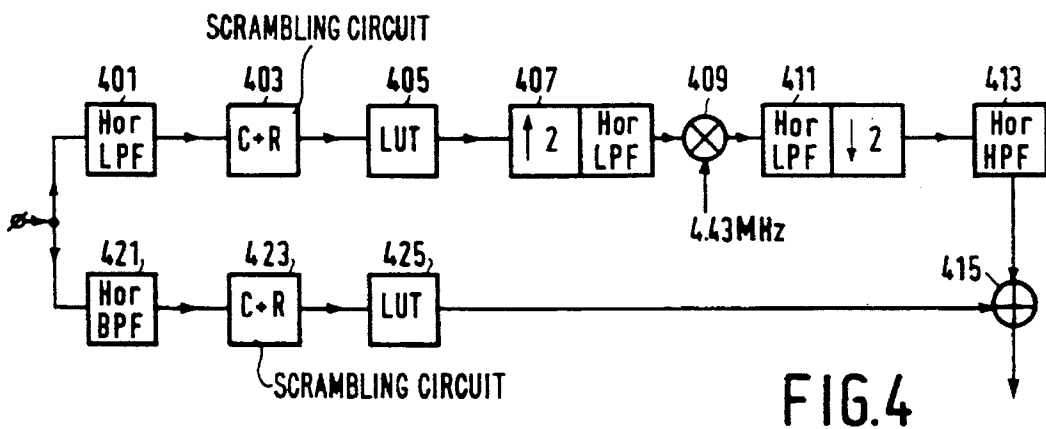 SCRAMBLING CIRCUIT
401
403
405
407
409
411
413
Hor
LPF
C+R
LUT
↑ 2
Hor
LPF
Hor
LPF
↓ 2
Hor
HPF
4.43MHz
421
423
425
415
Hor
BPF
C+R
LUT
SCRAMBLING CIRCUIT
FIG.4